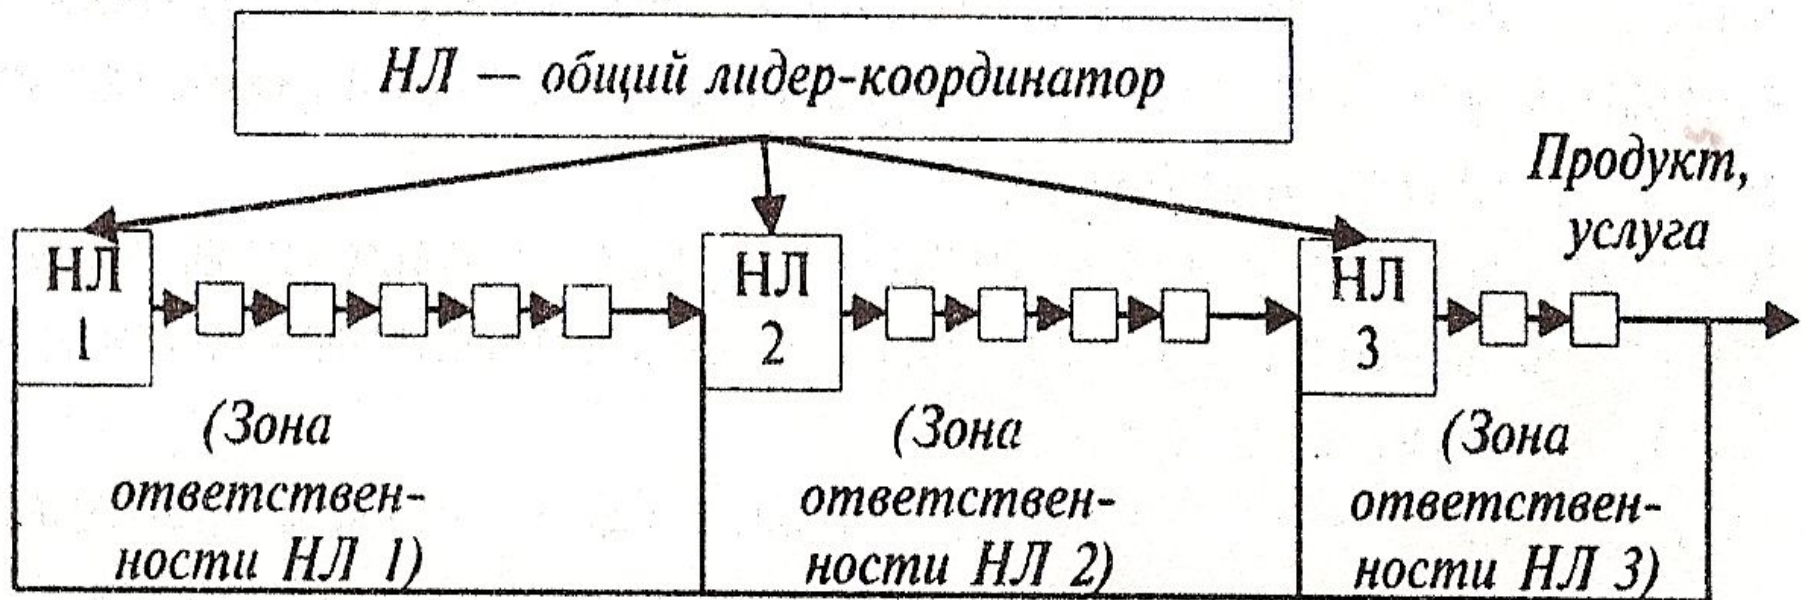 НЛ — общий лидер-координатор
Продукт,
услуга
НЛ
1
НЛ
2
НЛ
3
(Зона
ответствен-
ности НЛ 1)
(Зона
ответствен-
ности НЛ 2)
(Зона
ответствен-
ности НЛ 3)